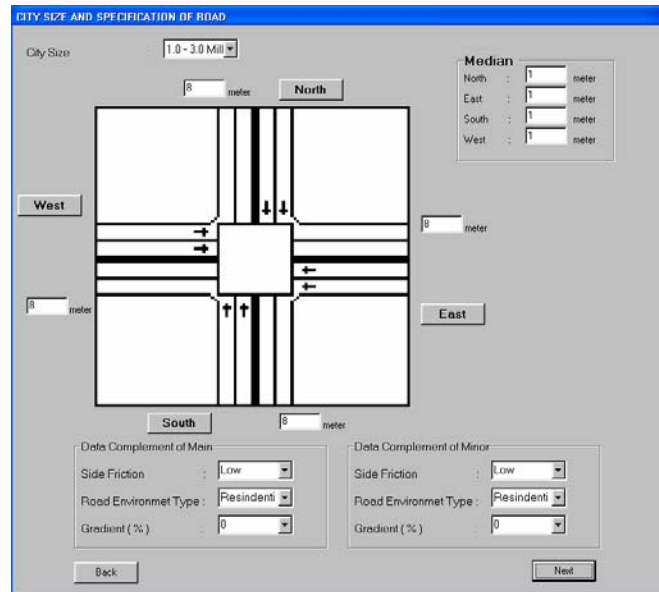 CITY SIZE AND SPECIFICATION OF ROAD
City Size : 1.0 - 3.0 Mill
8 meter North
Median
North : 1 meter
East : 1 meter
South : 1 meter
West : 1 meter
West
8 meter
8 meter
East
South 8 meter
Data Complement of Main
Side Friction : Low
Road Environmet Type : Resindenti
Gradient ( % ) : 0
Data Complement of Minor
Side Friction : Low
Road Environmet Type : Resindenti
Gradient ( % ) : 0
Back
Next